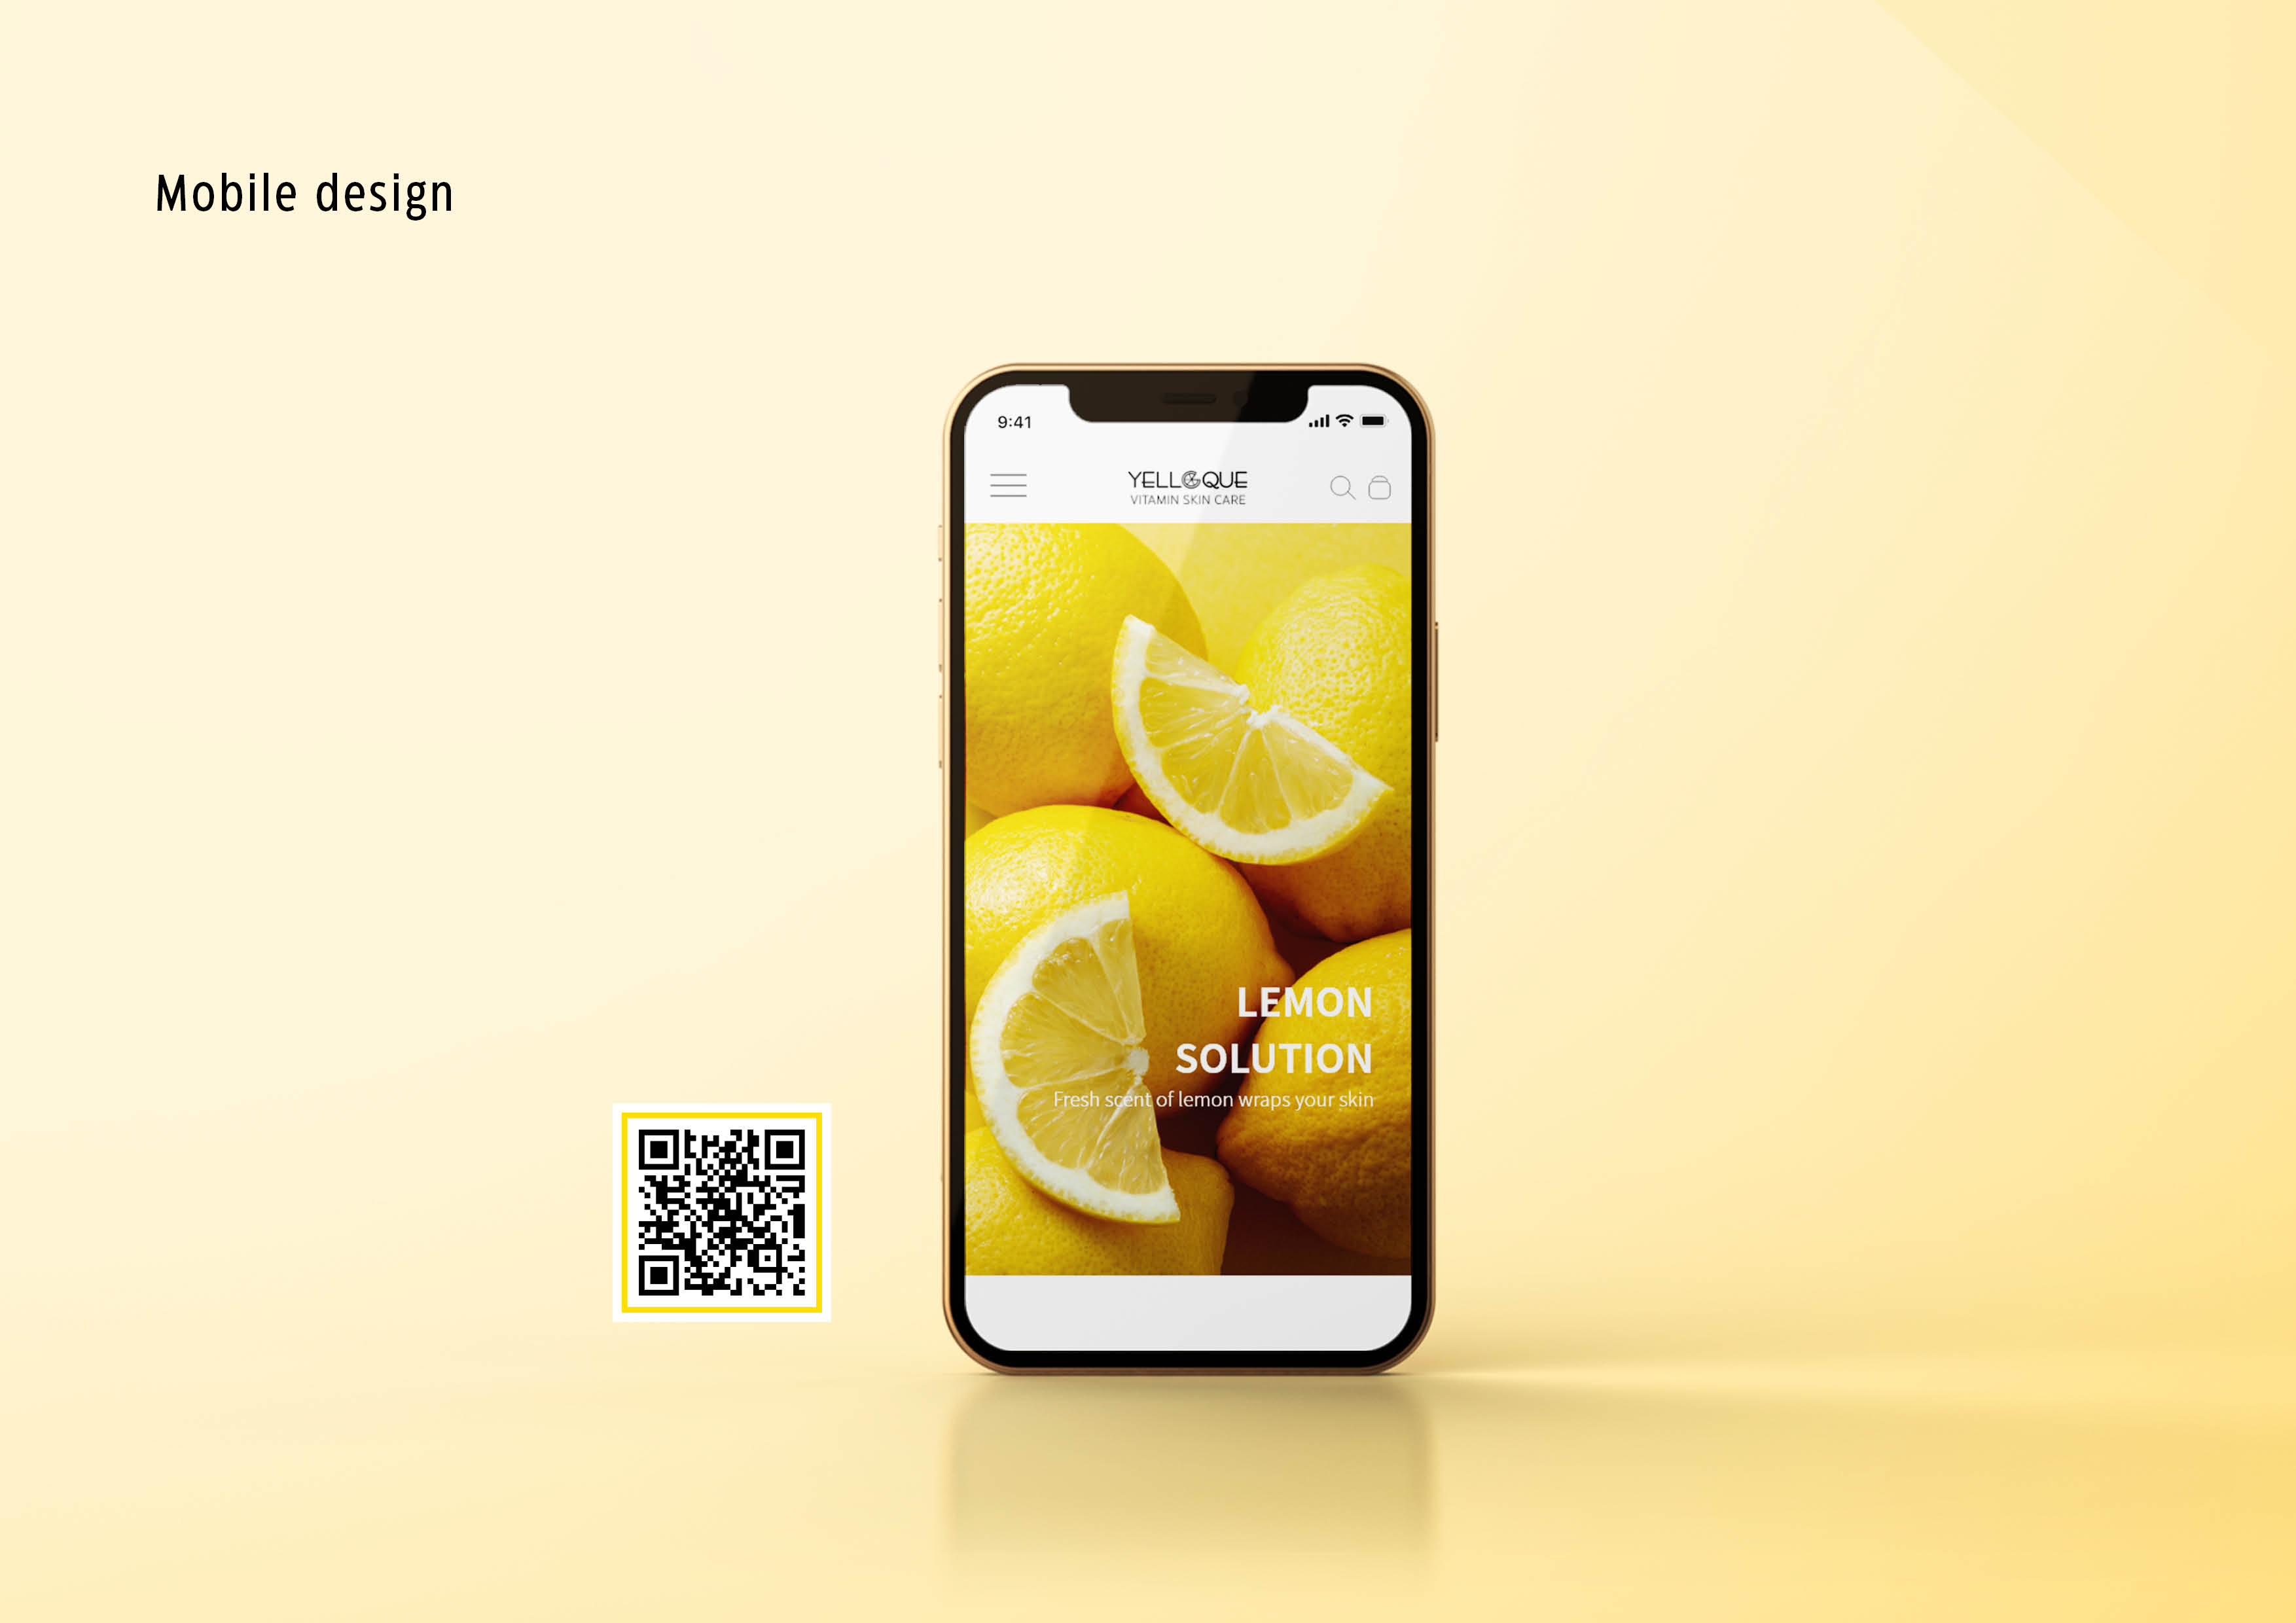 Mobile design
9:41
YELLOQUE
VITAMIN SKIN CARE
LEMON
SOLUTION
Fresh scent of lemon wraps your skin